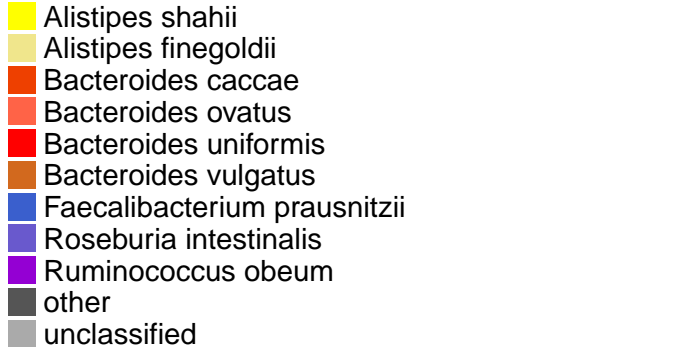 Alistipes shahii
Alistipes finegoldii
Bacteroides caccae
Bacteroides ovatus
Bacteroides uniformis
Bacteroides vulgatus
Faecalibacterium prausnitzii
Roseburia intestinalis
Ruminococcus obeum
other
unclassified